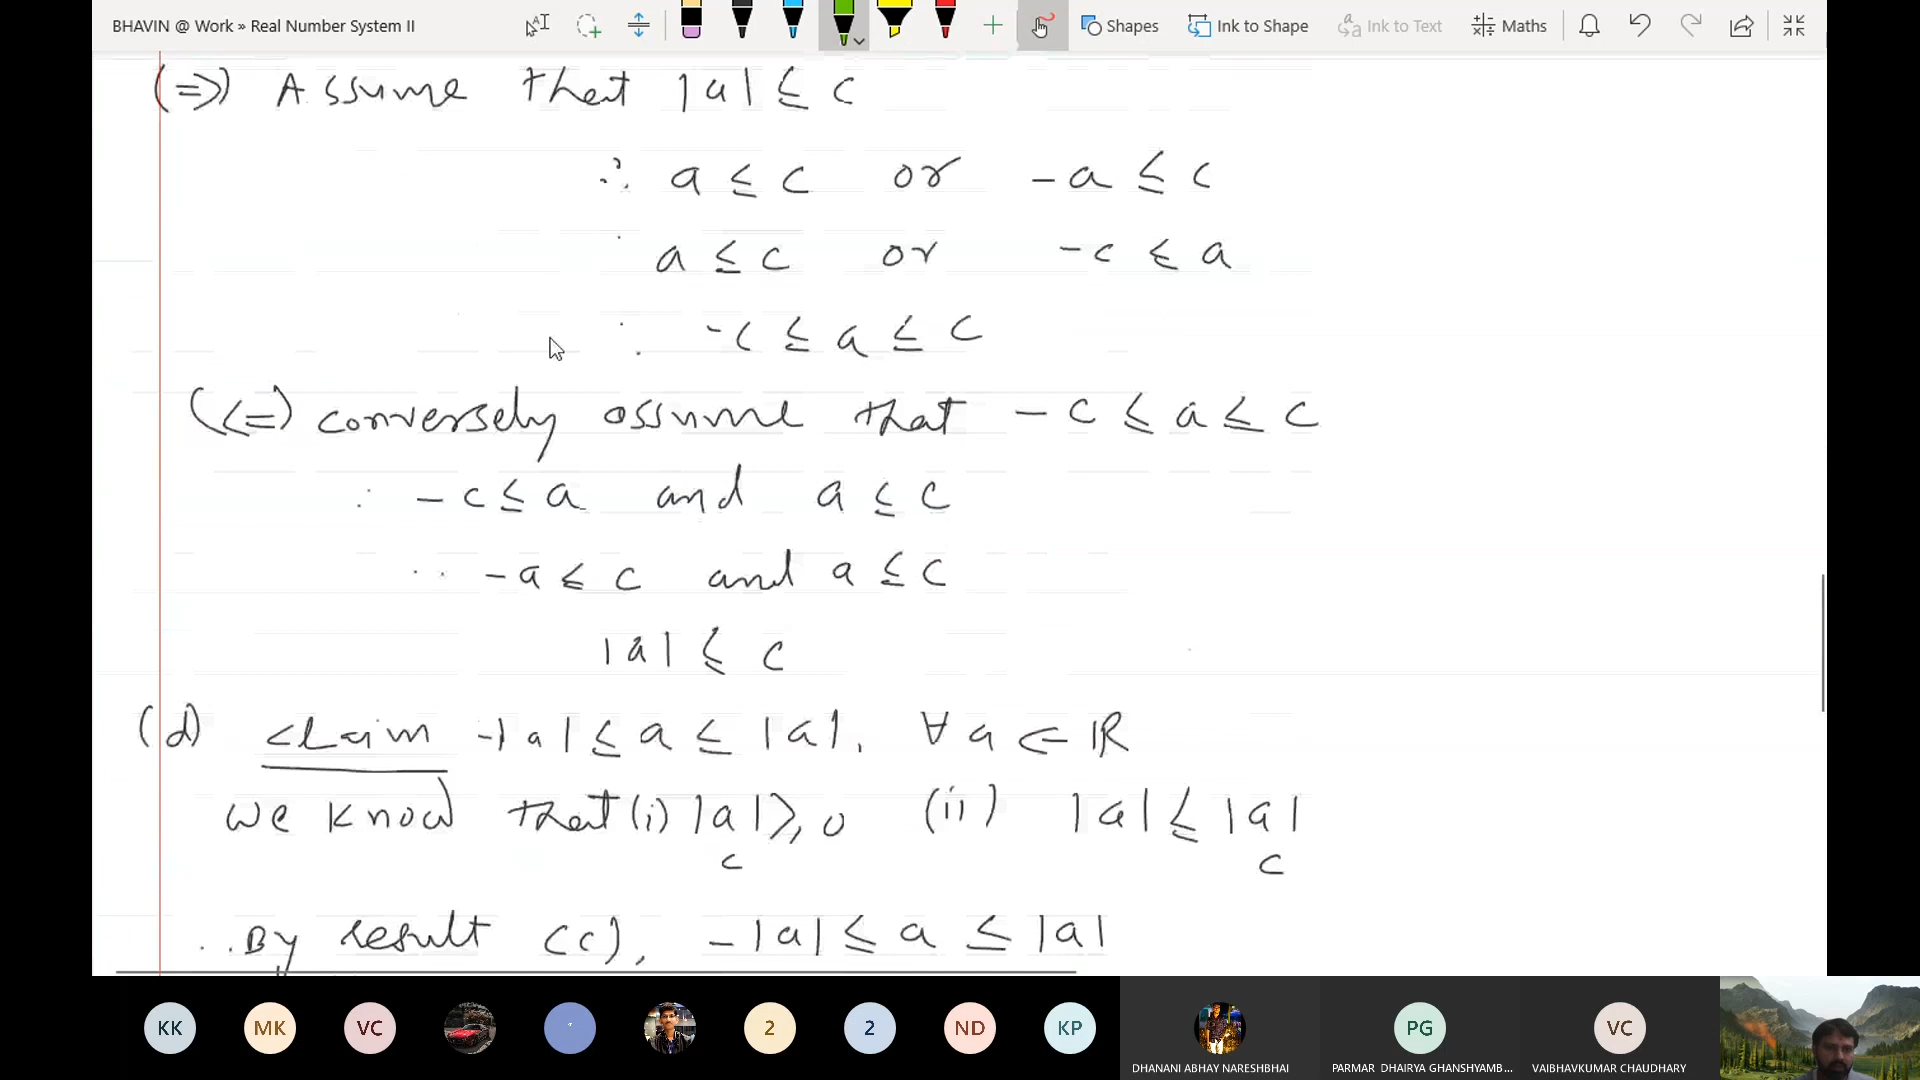 BHAVIN @ Work » Real Number System II
Shapes Ink to Shape Ink to Text Maths
(⇒) Assume that |a| ≤ c
∴ a ≤ c or -a ≤ c
a ≤ c or -c ≤ a
∴ -c ≤ a ≤ c
(<=) conversely assume that -c ≤ a ≤ c
∴ -c ≤ a and a ≤ c
∴ -a ≤ c and a ≤ c
|a| ≤ c
(d) claim -|a| ≤ a ≤ |a|. ∀ a ∈ ℝ
we know that (i) |a| ≥, 0 (ii) |a| ≤ |a|
c c
∴ By result (c), -|a| ≤ a ≤ |a|
KK MK VC 2 2 ND KP PG VC
DHANANI ABHAY NARESHBHAI PARMAR DHAIRYA GHANSHYAMB... VAIBHAVKUMAR CHAUDHARY